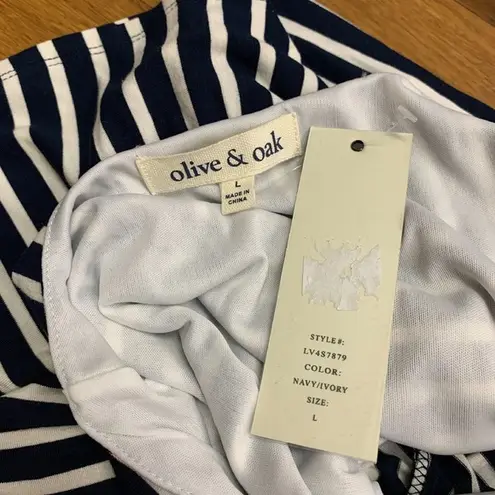 olive & oak
L
MADE IN
CHINA
STYLE #:
LV4S7879
COLOR:
NAVY/IVORY
SIZE:
L